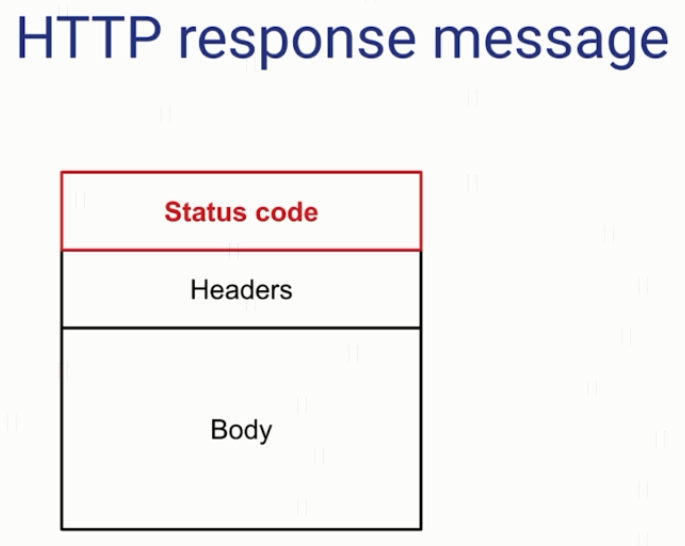 HTTP response message
Status code
Headers
Body